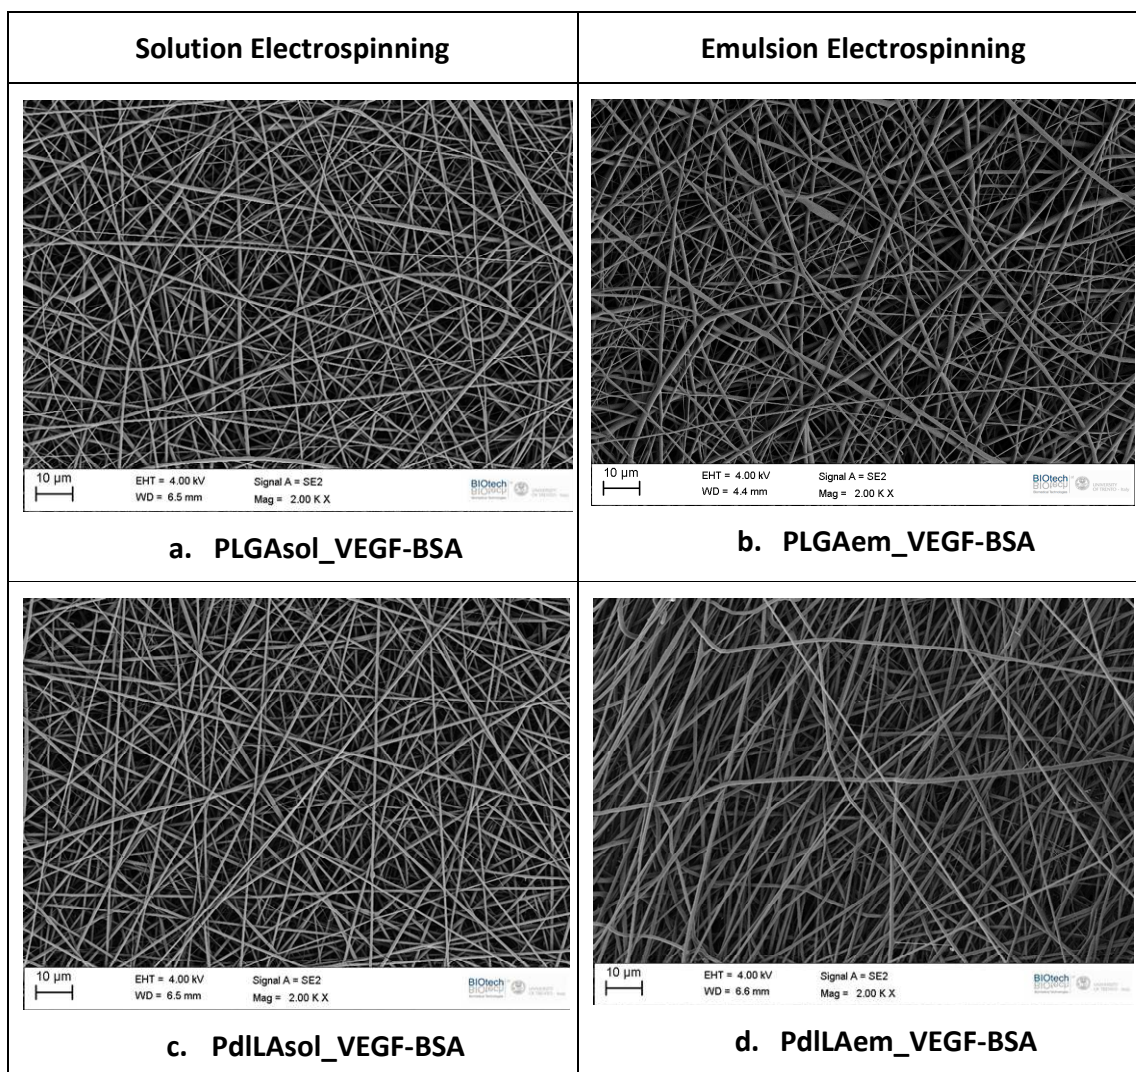 Solution Electrospinning
Emulsion Electrospinning
10 µm
EHT = 4.00 kV
Signal A = SE2
WD = 6.5 mm
Mag = 2.00 K X
BIOtech
a. PLGAsol_VEGF-BSA
10 µm
EHT = 4.00 kV
Signal A = SE2
WD = 4.4 mm
Mag = 2.00 K X
BIOtech
b. PLGAem_VEGF-BSA
10 µm
EHT = 4.00 kV
Signal A = SE2
WD = 6.5 mm
Mag = 2.00 K X
BIOtech
c. PdlLAsol_VEGF-BSA
10 µm
EHT = 4.00 kV
Signal A = SE2
WD = 6.6 mm
Mag = 2.00 K X
BIOtech
d. PdlLAem_VEGF-BSA